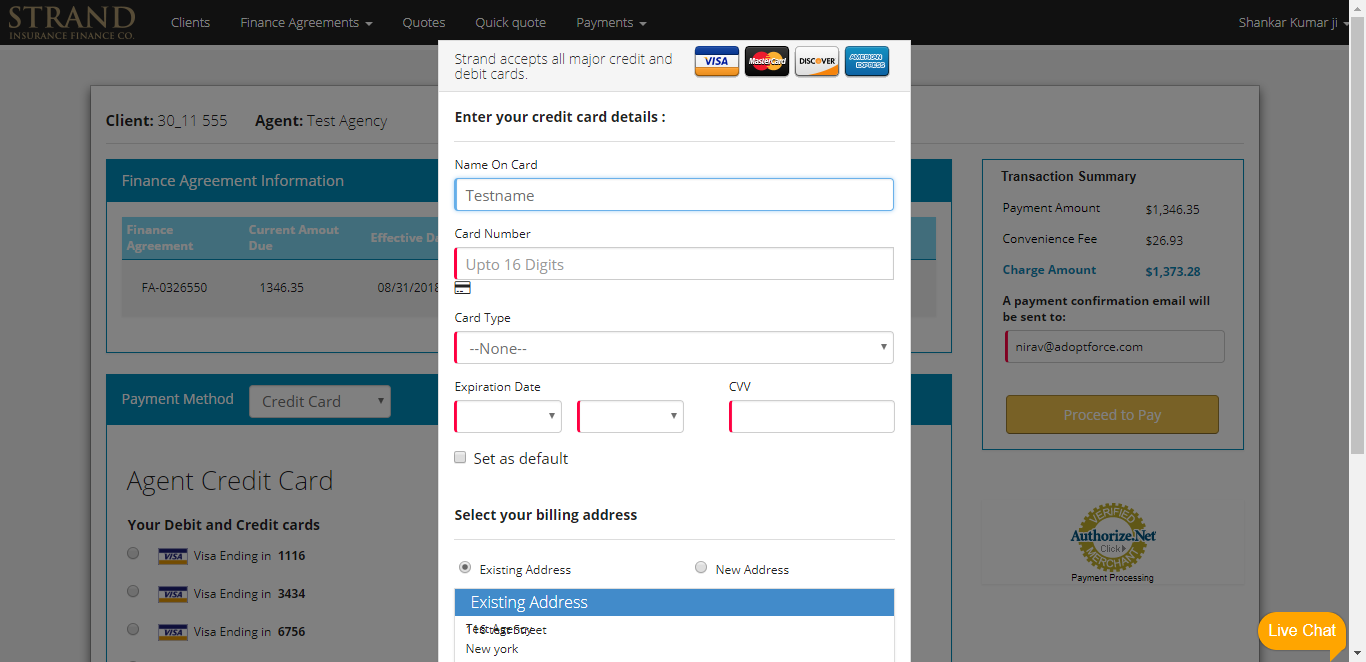 STRAND
INSURANCE FINANCE CO.
Clients
Finance Agreements
Quotes
Quick quote
Payments
Shankar Kumar ji
Client: 30_11 555
Agent: Test Agency
Finance Agreement Information
Finance Agreement
Current Amout Due
Effective Da
FA-0326550
1346.35
08/31/2018
Payment Method
Credit Card
Agent Credit Card
Your Debit and Credit cards
VISA Visa Ending in 1116
VISA Visa Ending in 3434
VISA Visa Ending in 6756
Strand accepts all major credit and
debit cards.
VISA
MasterCard
DISCOVER
AMERICAN EXPRESS
Enter your credit card details :
Name On Card
Testname
Card Number
Upto 16 Digits
Card Type
--None--
Expiration Date
CVV
Set as default
Select your billing address
Existing Address
New Address
Existing Address
Test Agency
New york
Transaction Summary
Payment Amount $1,346.35
Convenience Fee $26.93
Charge Amount $1,373.28
A payment confirmation email will
be sent to:
nirav@adoptforce.com
Proceed to Pay
VERIFIED
Authorize.Net
Click
MERCHANT
Payment Processing
Live Chat